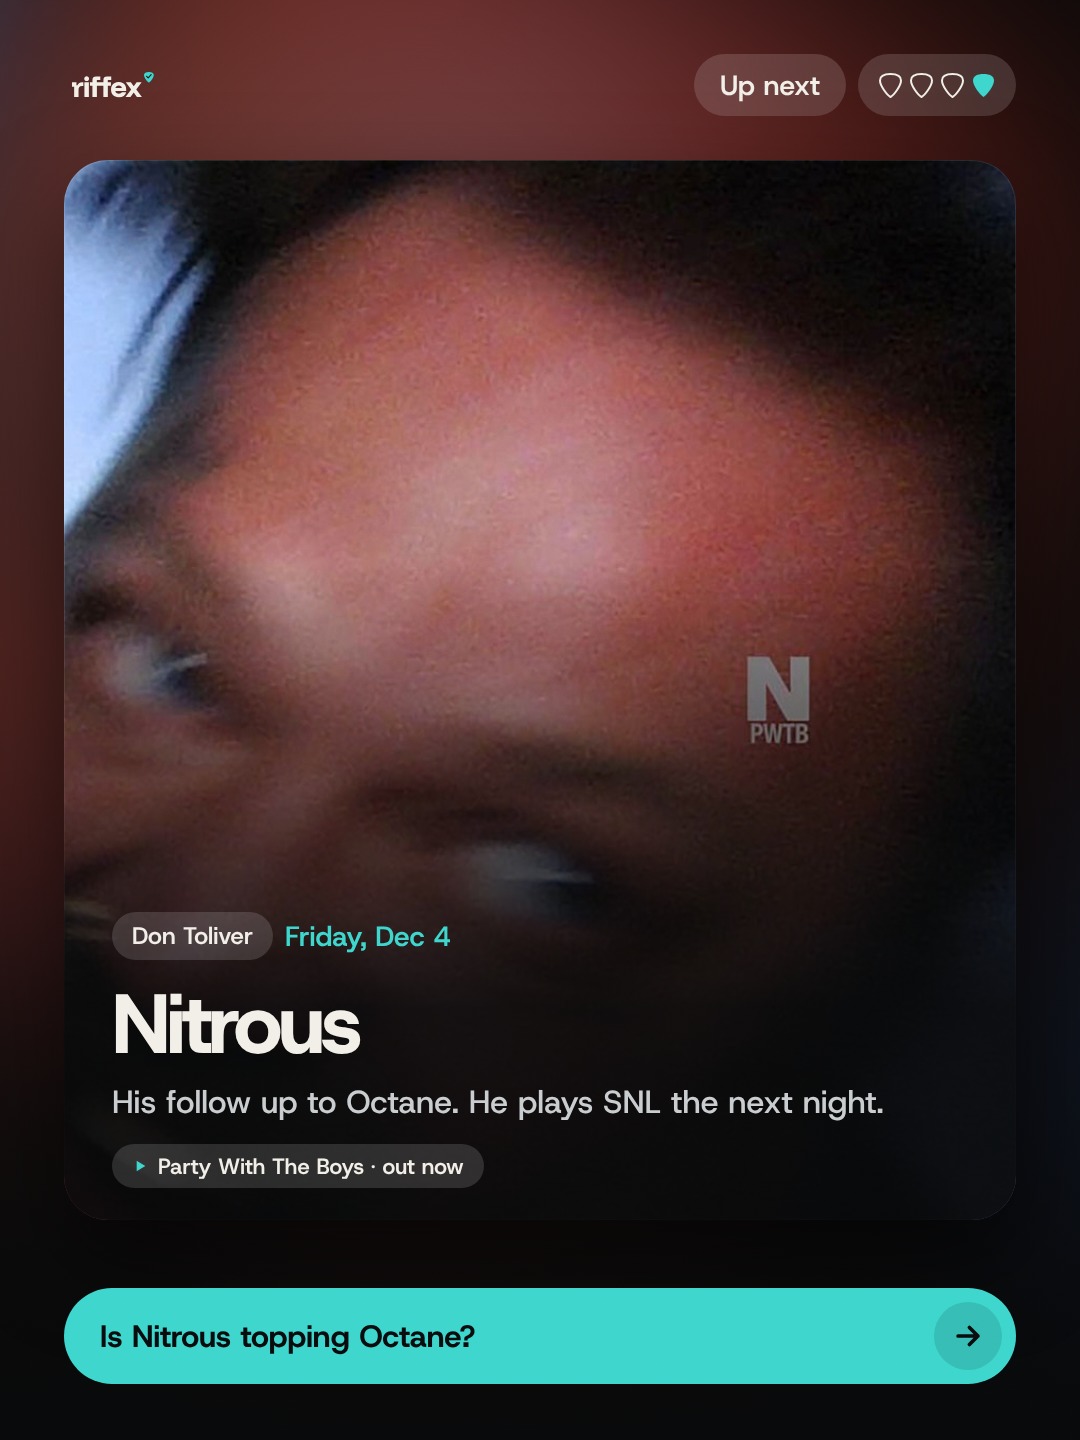 riffex
Up next
N
PWTB
Don Toliver
Friday, Dec 4
Nitrous
His follow up to Octane. He plays SNL the next night.
Party With The Boys · out now
Is Nitrous topping Octane?